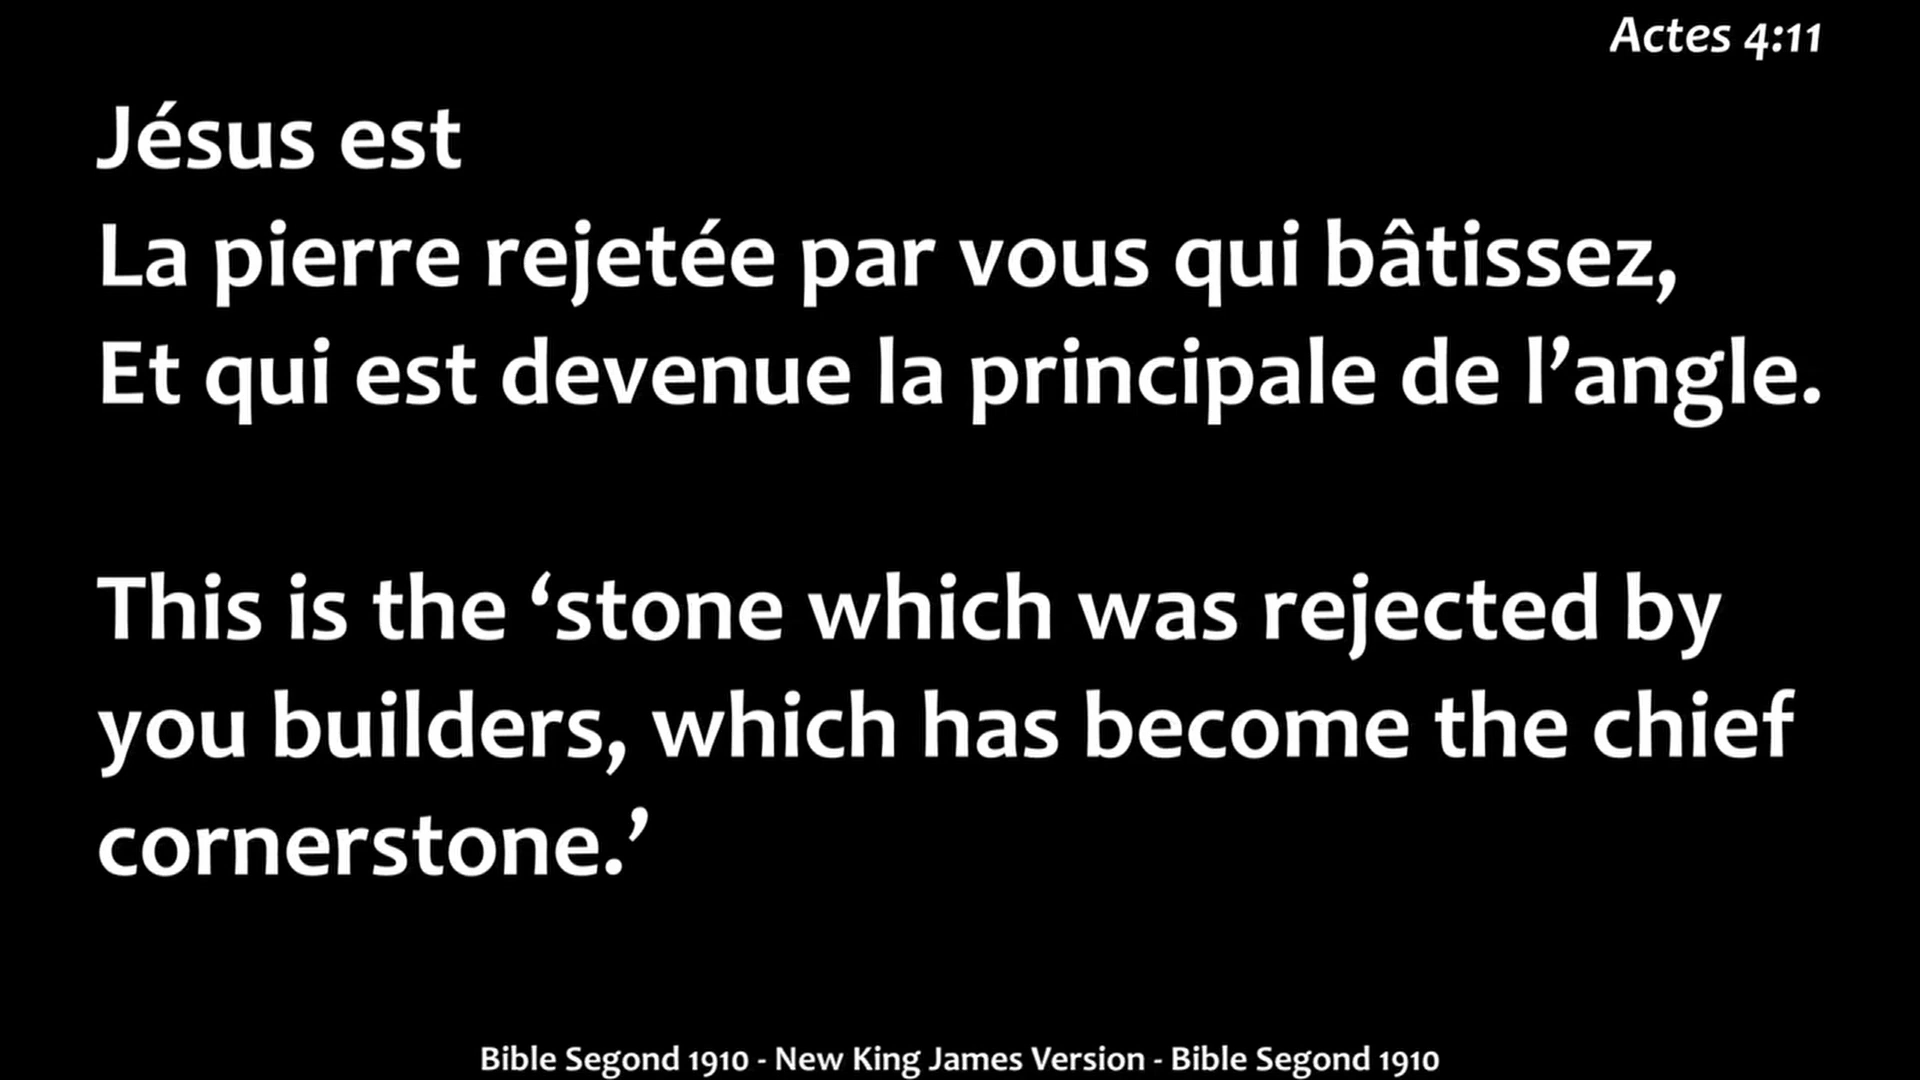 Actes 4:11
Jésus est
La pierre rejetée par vous qui bâtissez,
Et qui est devenue la principale de l’angle.
This is the ‘stone which was rejected by
you builders, which has become the chief
cornerstone.’
Bible Segond 1910 - New King James Version - Bible Segond 1910